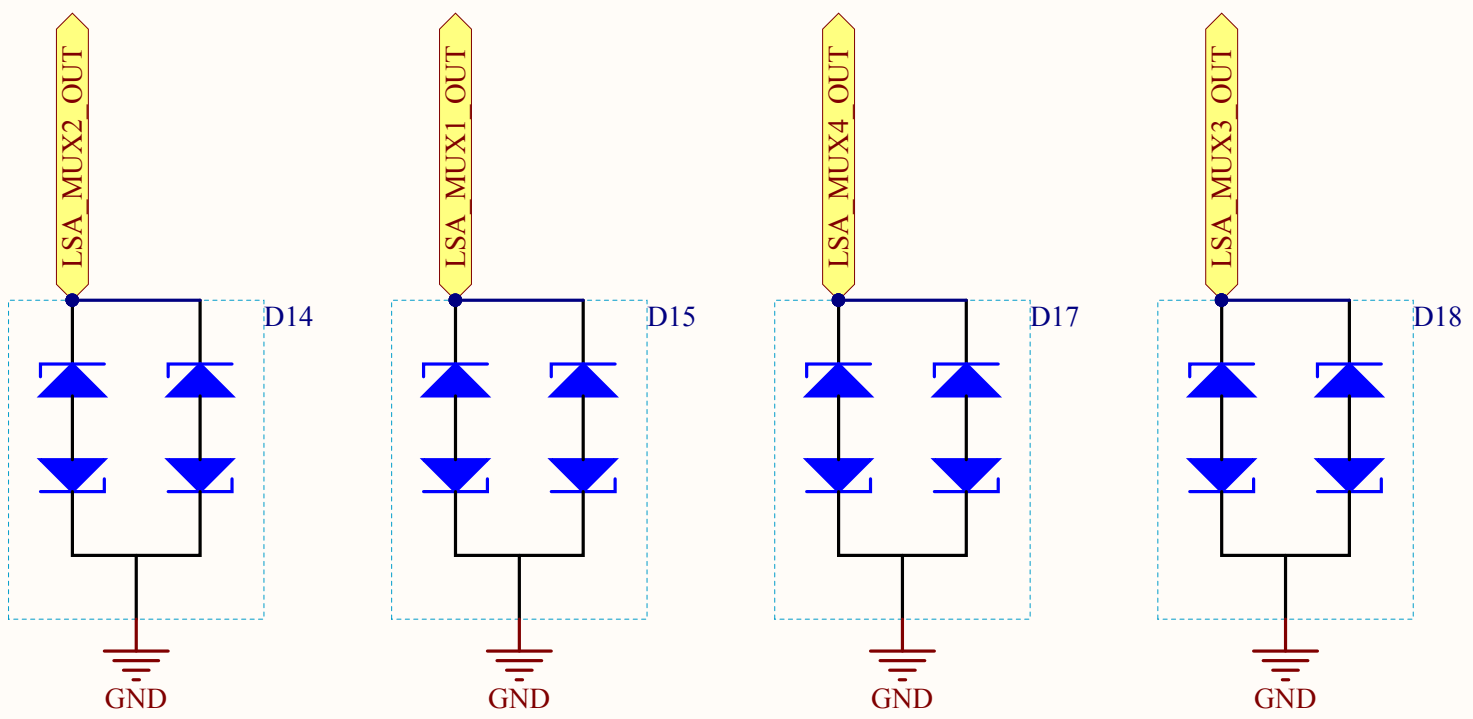 LSA_MUX2_OUT
LSA_MUX1_OUT
LSA_MUX4_OUT
LSA_MUX3_OUT
D14
D15
D17
D18
GND
GND
GND
GND